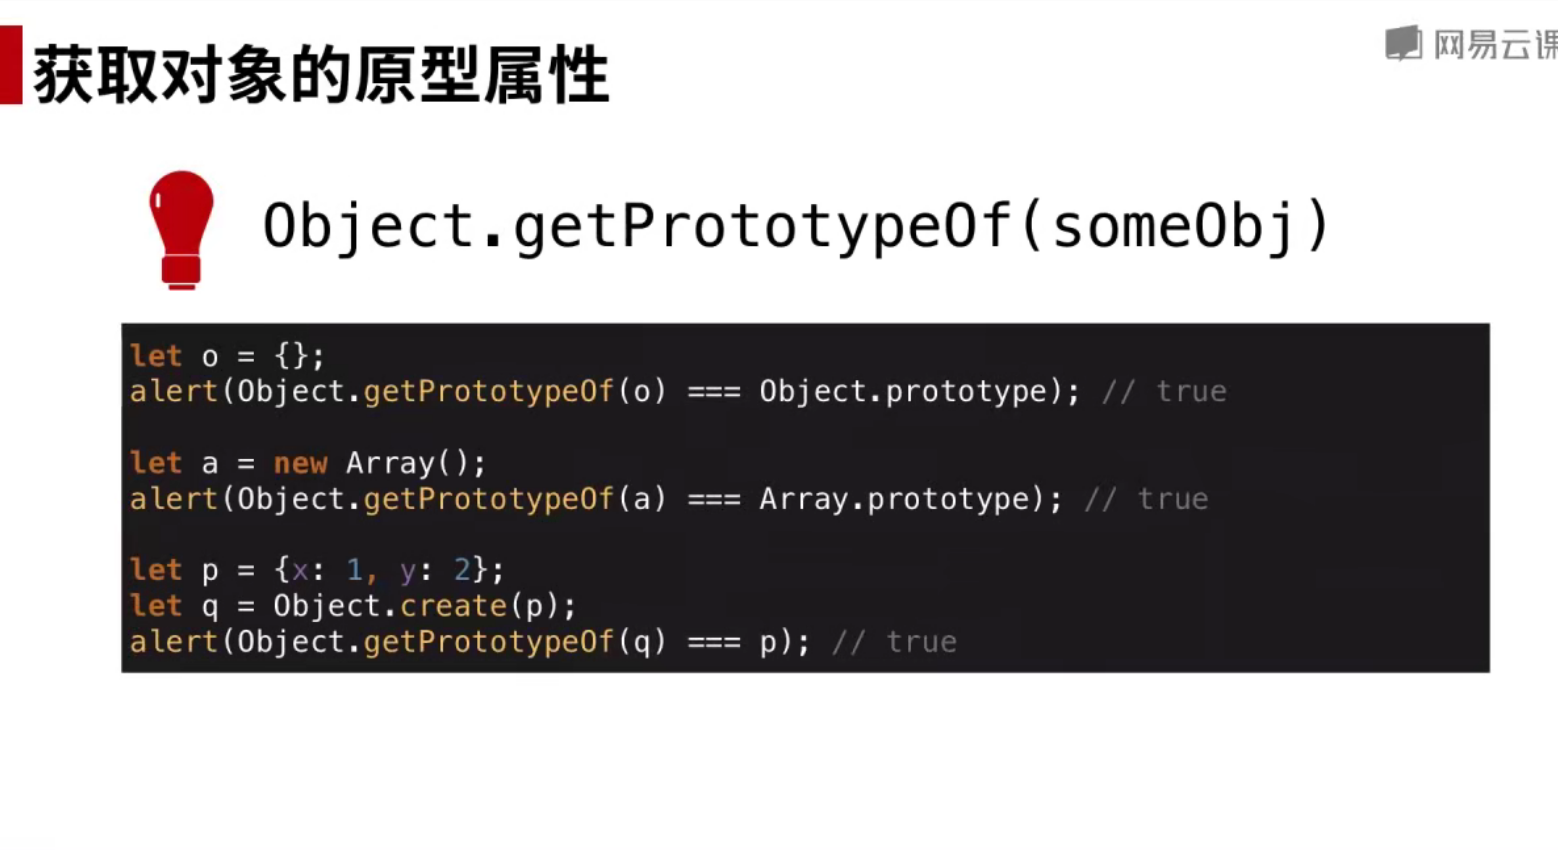 获取对象的原型属性
网易云课
Object.getPrototypeOf(someObj)
let o = {};
alert(Object.getPrototypeOf(o) === Object.prototype); // true
let a = new Array();
alert(Object.getPrototypeOf(a) === Array.prototype); // true
let p = {x: 1, y: 2};
let q = Object.create(p);
alert(Object.getPrototypeOf(q) === p); // true